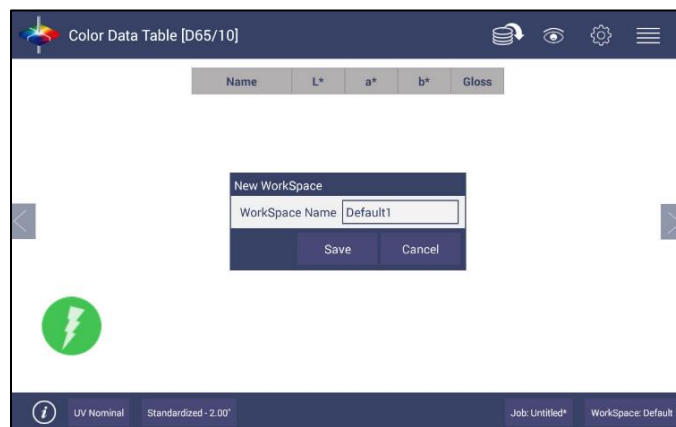 Color Data Table [D65/10]
Name L* a* b* Gloss
New WorkSpace
WorkSpace Name Default1
Save Cancel
i UV Nominal Standardized - 2.00" Job: Untitled* WorkSpace: Default